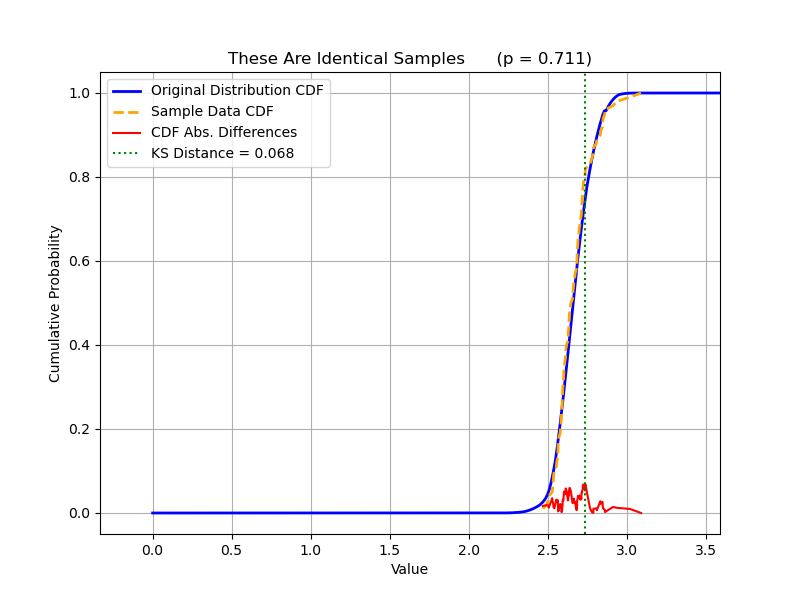 These Are Identical Samples (p = 0.711)
Original Distribution CDF
Sample Data CDF
CDF Abs. Differences
KS Distance = 0.068
1.0
0.8
0.6
0.4
0.2
0.0
Cumulative Probability
0.0 0.5 1.0 1.5 2.0 2.5 3.0 3.5
Value